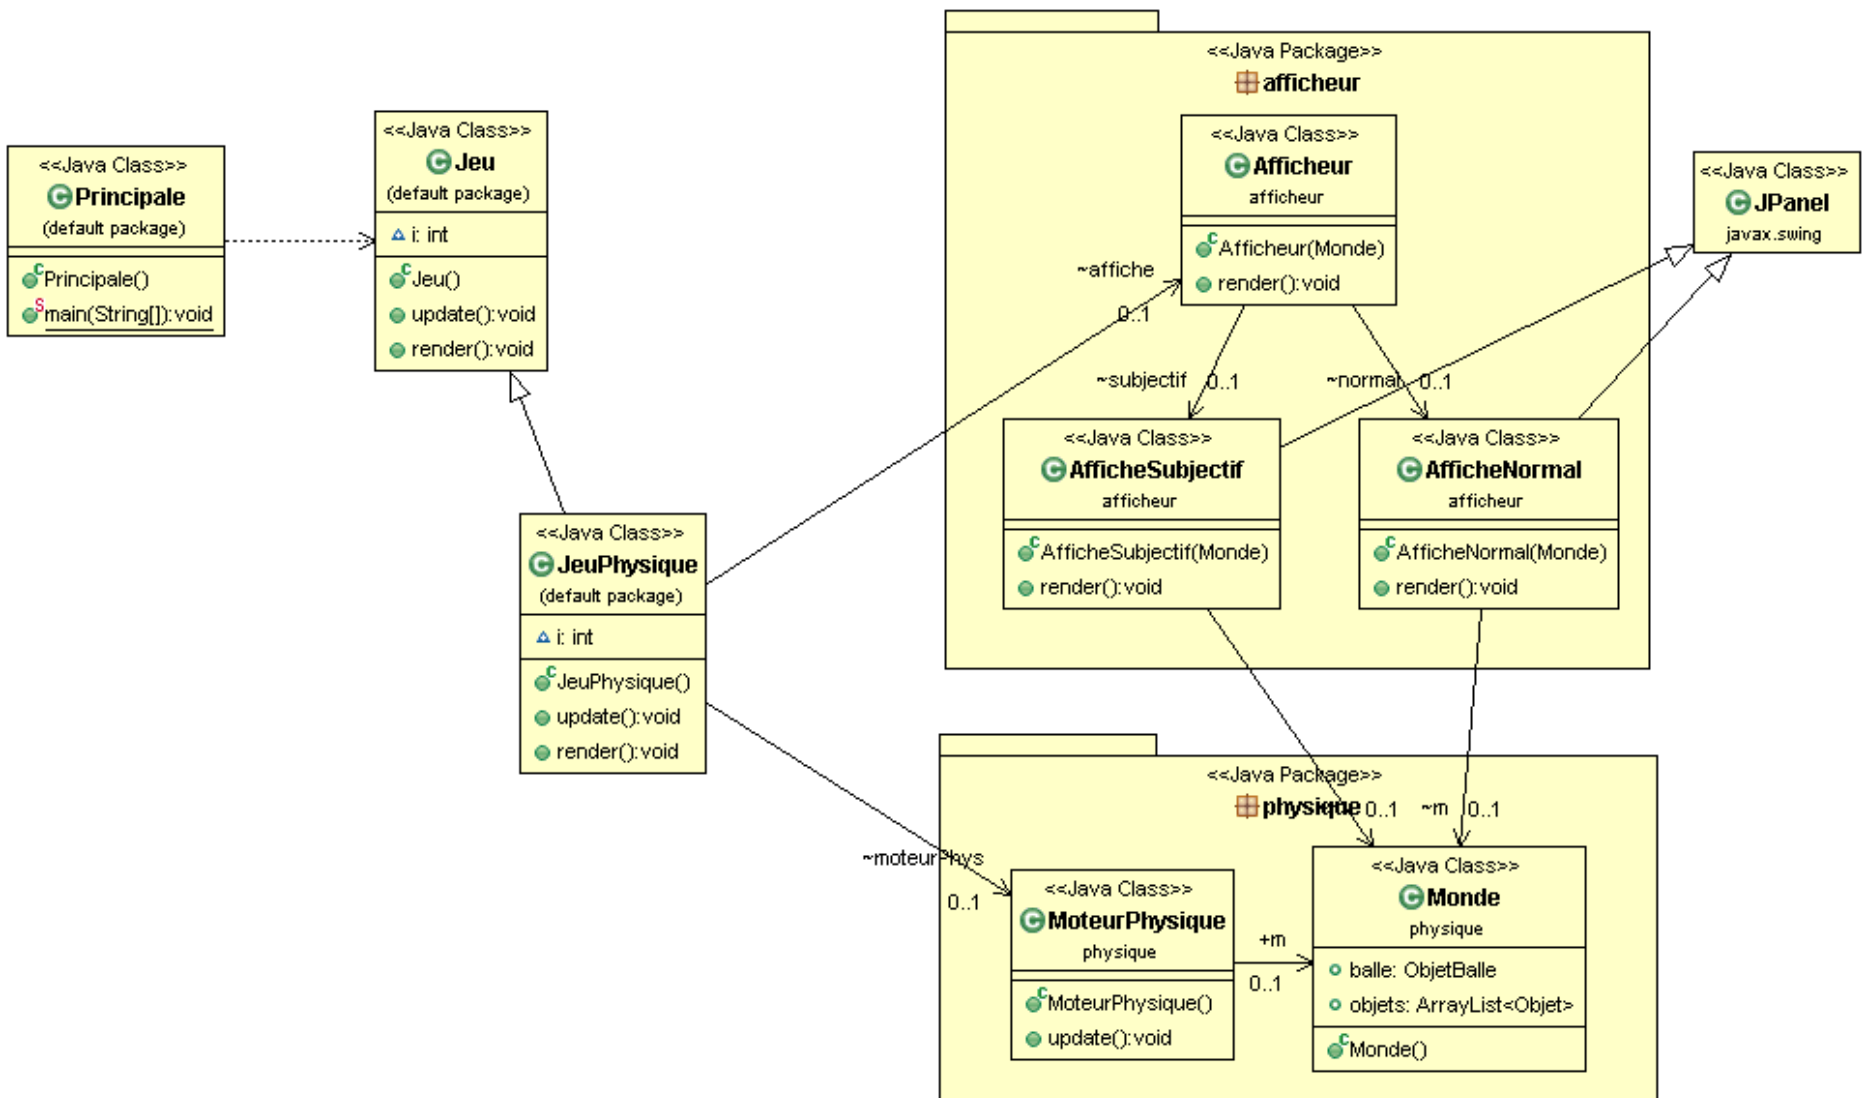 <<Java Class>>
Principale
(default package)
Principale()
main(String[]):void
<<Java Class>>
Jeu
(default package)
i: int
Jeu()
update():void
render():void
<<Java Class>>
JeuPhysique
(default package)
i: int
JeuPhysique()
update():void
render():void
<<Java Package>>
afficheur
<<Java Class>>
Afficheur
afficheur
Afficheur(Monde)
render():void
~affiche
0..1
~subjectif
0..1
~normal
0..1
<<Java Class>>
AfficheSubjectif
afficheur
AfficheSubjectif(Monde)
render():void
<<Java Class>>
AfficheNormal
afficheur
AfficheNormal(Monde)
render():void
<<Java Class>>
JPanel
javax.swing
<<Java Package>>
physique
0..1
~m
0..1
~moteurPhys
0..1
<<Java Class>>
MoteurPhysique
physique
MoteurPhysique()
update():void
+m
0..1
<<Java Class>>
Monde
physique
balle: ObjetBalle
objets: ArrayList<Objet>
Monde()